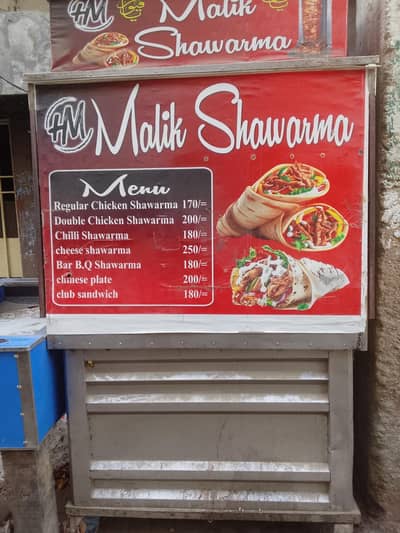 Malik
Shawarma
HM Malik Shawarma
Menu
Regular Chicken Shawarma 170/=
Double Chicken Shawarma 200/=
Chilli Shawarma 180/=
cheese shawarma 250/=
Bar B.Q Shawarma 180/=
chinese plate 200/=
club sandwich 180/=